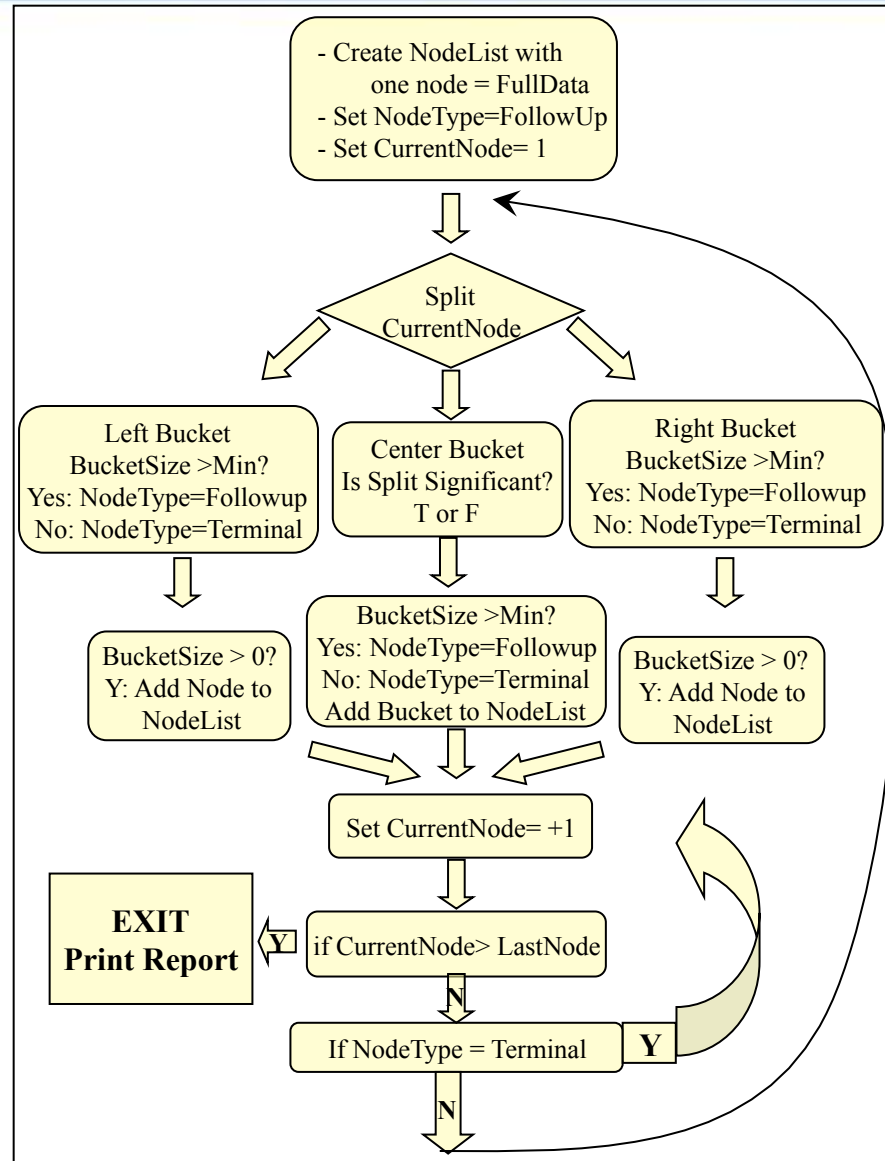 - Create NodeList with
one node = FullData
- Set NodeType=FollowUp
- Set CurrentNode= 1
Split
CurrentNode
Left Bucket
BucketSize >Min?
Yes: NodeType=Followup
No: NodeType=Terminal
Center Bucket
Is Split Significant?
T or F
Right Bucket
BucketSize >Min?
Yes: NodeType=Followup
No: NodeType=Terminal
BucketSize > 0?
Y: Add Node to
NodeList
BucketSize >Min?
Yes: NodeType=Followup
No: NodeType=Terminal
Add Bucket to NodeList
BucketSize > 0?
Y: Add Node to
NodeList
Set CurrentNode= +1
EXIT
Print Report
Y
if CurrentNode> LastNode
N
If NodeType = Terminal
Y
N